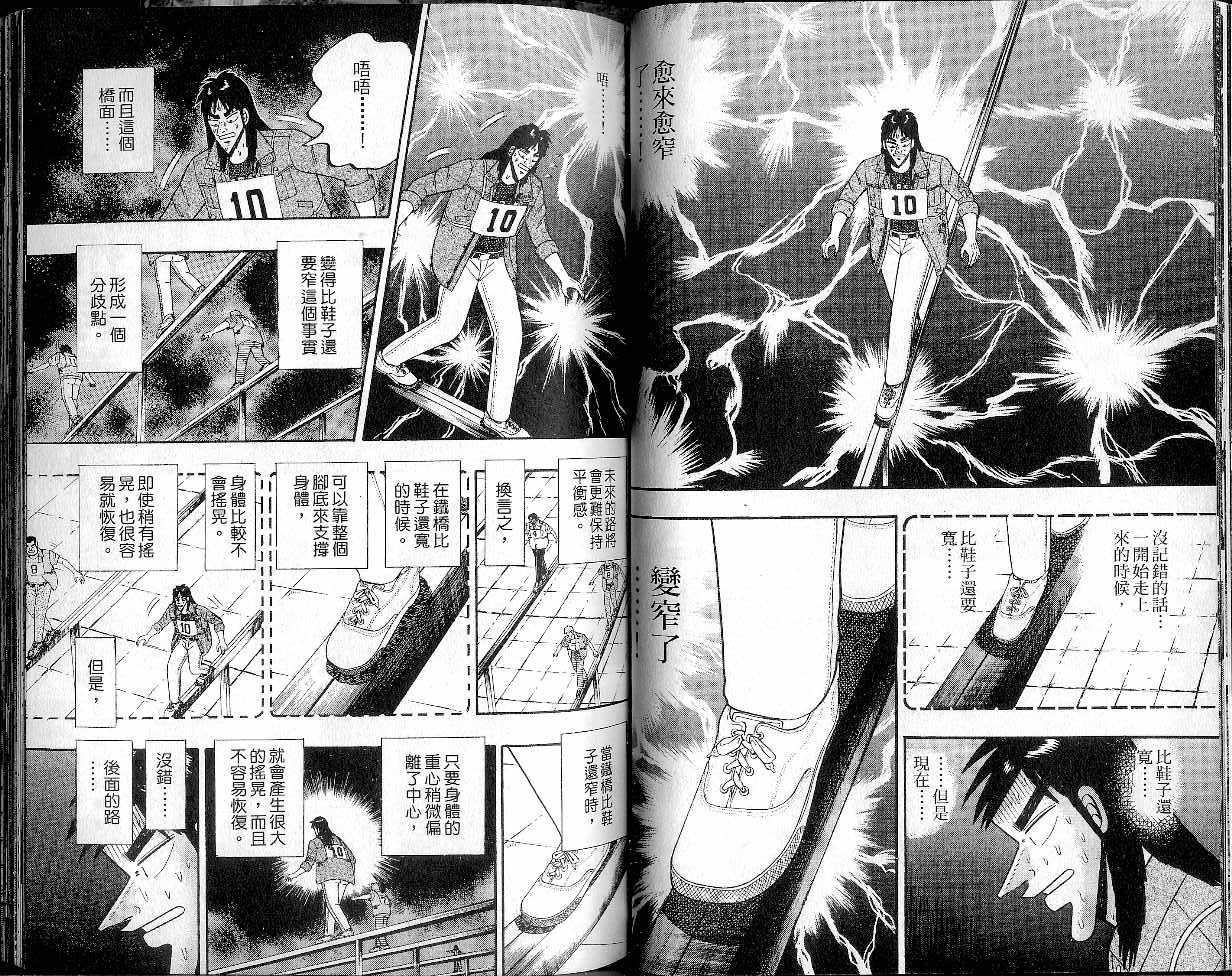 愈來愈窄
了……！
10
沒記錯的話…
一開始走上
來的時候，
比鞋子還要
寬……
比鞋子還
寬……
……但是
現在……
變窄了
……！
唔……！
10
唔唔……！
而且這個
橋面……
10
變得比鞋子還
要窄這個事實
形成一個
分歧點。
未來的路將
會更難保持
平衡感。
換言之，
在鐵橋比
鞋子還寬
的時候。
可以靠整個
腳底來支撐
身體，
身體比較不
會搖晃。
即使稍有搖
晃，也很容
易就恢復。
8
10
但是，
當鐵橋比鞋
子還窄時，
只要身體的
重心稍微偏
離了中心，
就會產生很大
的搖晃，而且
不容易恢復。
10
沒錯……
後面的路
……